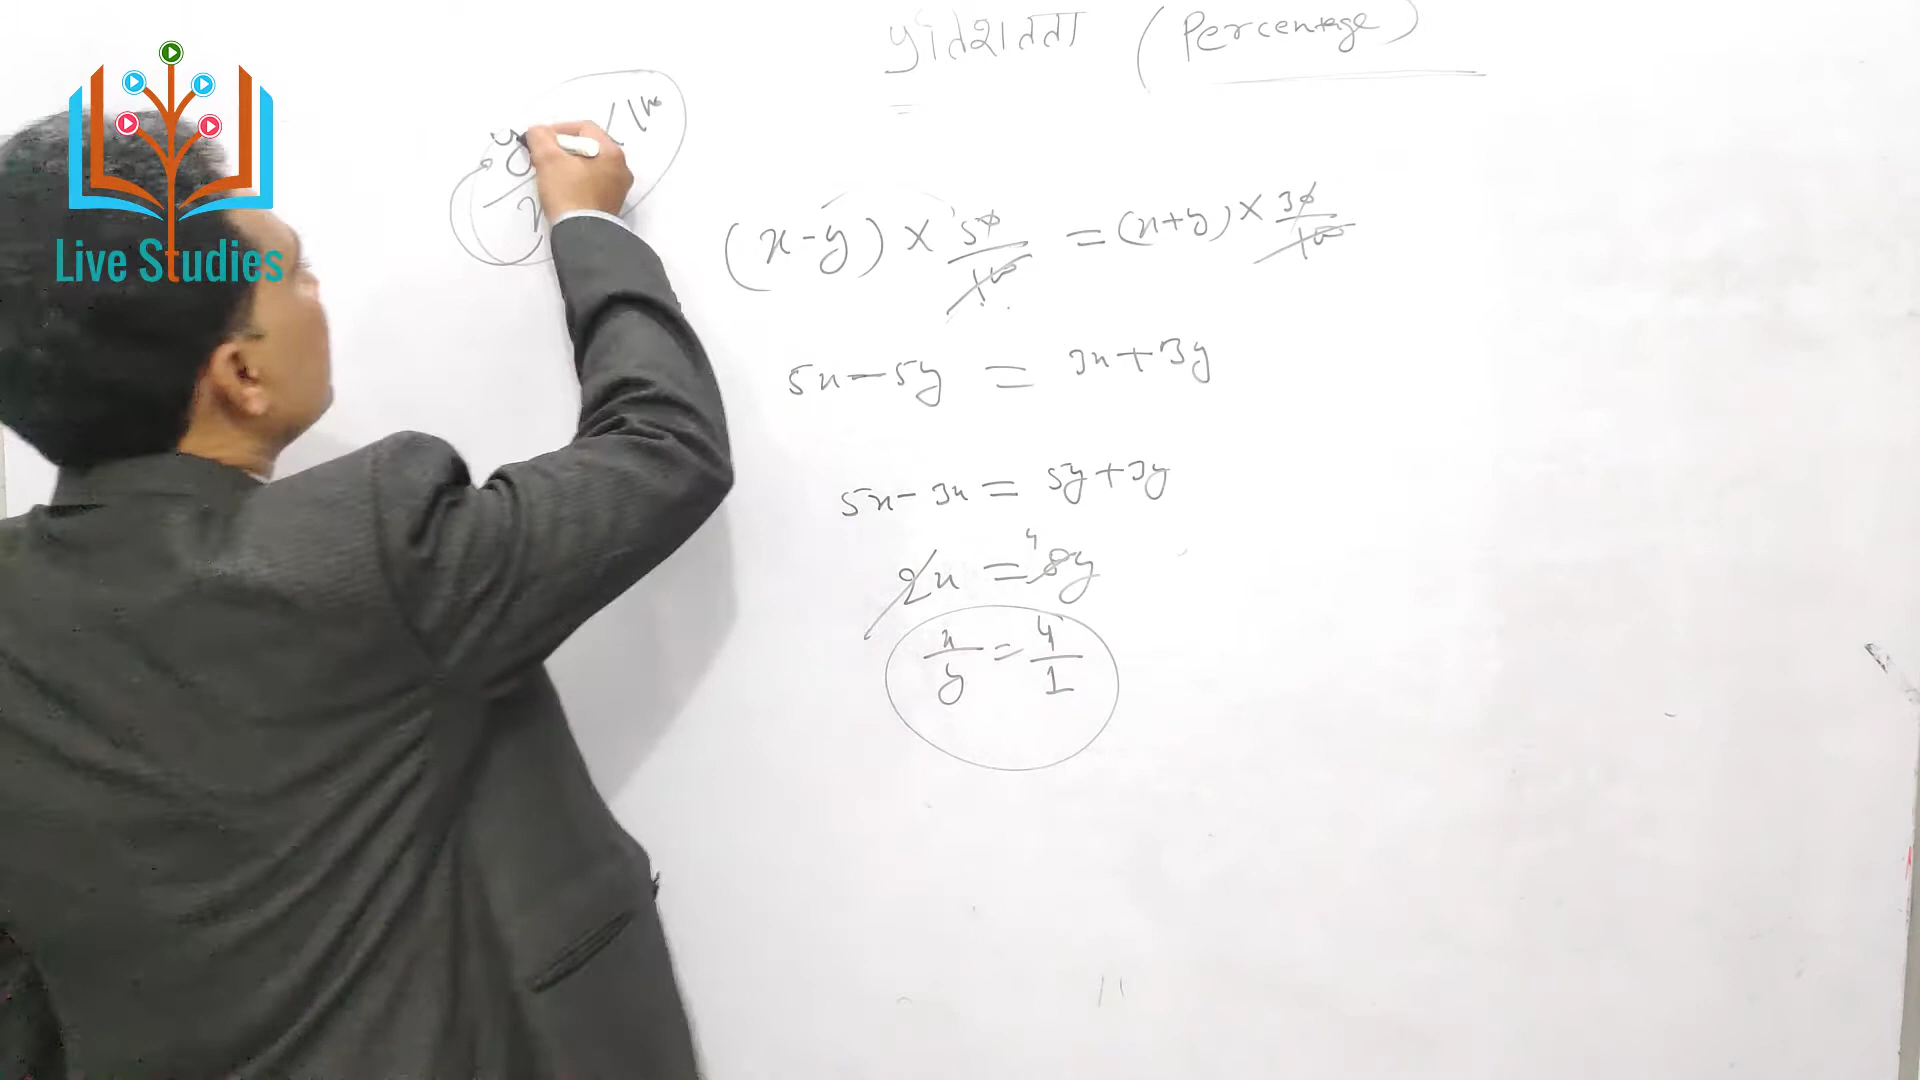 प्रतिशतता (Percentage)
Live Studies
y
x
(x-y) × 50/100 = (x+y) × 30/100
5x - 5y = 3x + 3y
5x - 3x = 5y + 3y
2x = 8y
4
x/y = 4/1